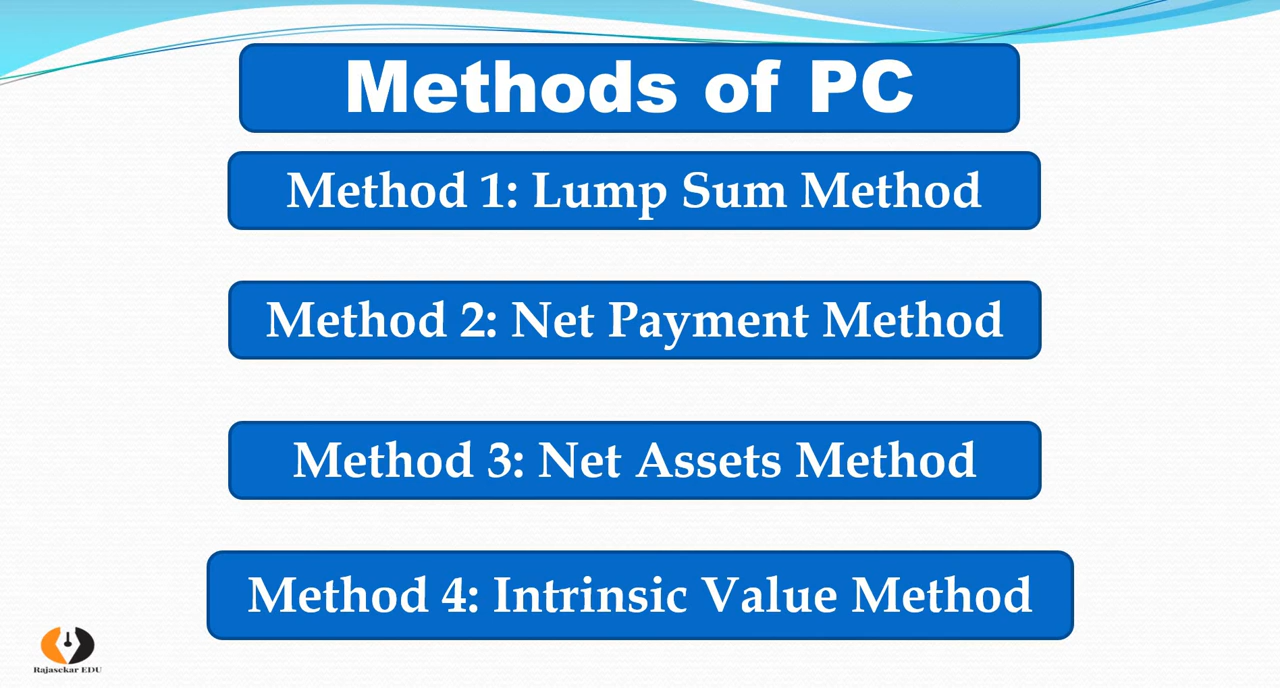 Methods of PC
Method 1: Lump Sum Method
Method 2: Net Payment Method
Method 3: Net Assets Method
Method 4: Intrinsic Value Method
Rajasekar EDU